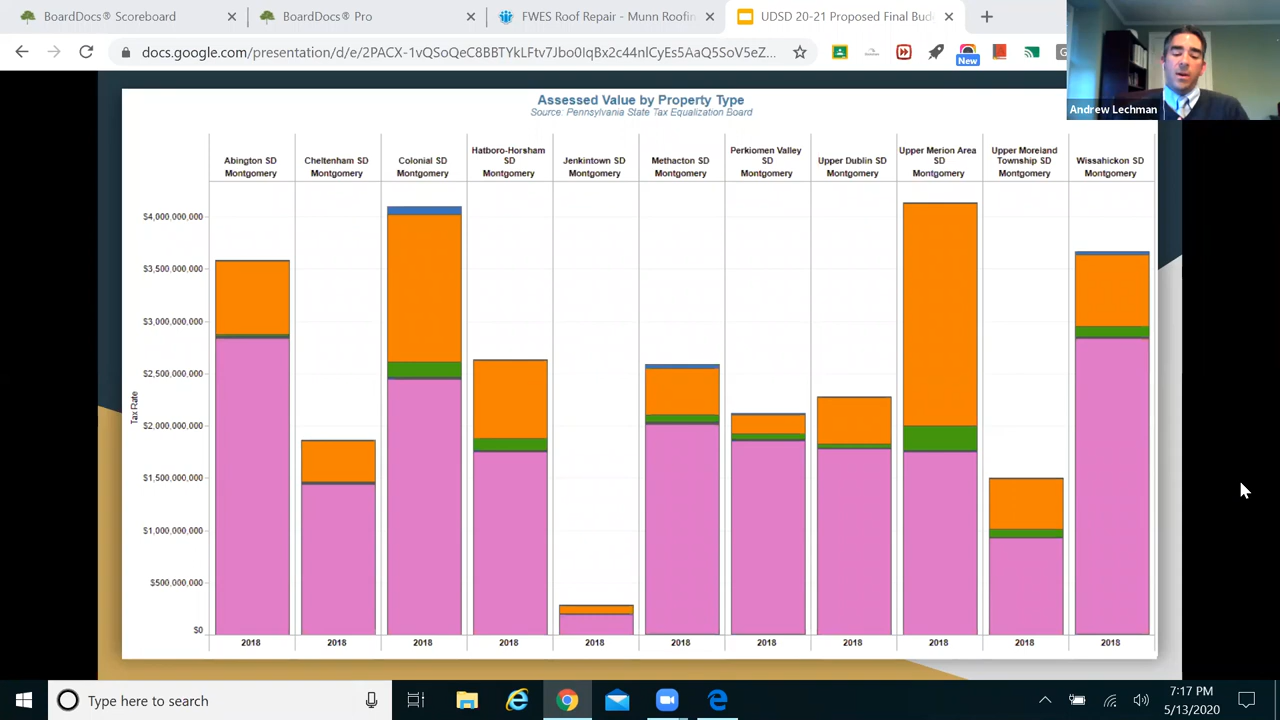 BoardDocs® Scoreboard
BoardDocs® Pro
FWES Roof Repair - Munn Roofin
UDSD 20-21 Proposed Final Bud
docs.google.com/presentation/d/e/2PACX-1vQSoQeCBBTYkLFtv7Jbo0IqBx2c44nlCyEs5AaQ5SoV5eZ...
New
Andrew Lechman
Assessed Value by Property Type
Source: Pennsylvania State Tax Equalization Board
Abington SD
Montgomery
Cheltenham SD
Montgomery
Colonial SD
Montgomery
Hatboro-Horsham
SD
Montgomery
Jenkintown SD
Montgomery
Methacton SD
Montgomery
Perkiomen Valley
SD
Montgomery
Upper Dublin SD
Montgomery
Upper Merion Area
SD
Montgomery
Upper Moreland
Township SD
Montgomery
Wissahickon SD
Montgomery
$4,000,000,000
$3,500,000,000
$3,000,000,000
$2,500,000,000
$2,000,000,000
$1,500,000,000
$1,000,000,000
$500,000,000
$0
Tax Rate
2018 2018 2018 2018 2018 2018 2018 2018 2018 2018 2018
Type here to search
7:17 PM
5/13/2020